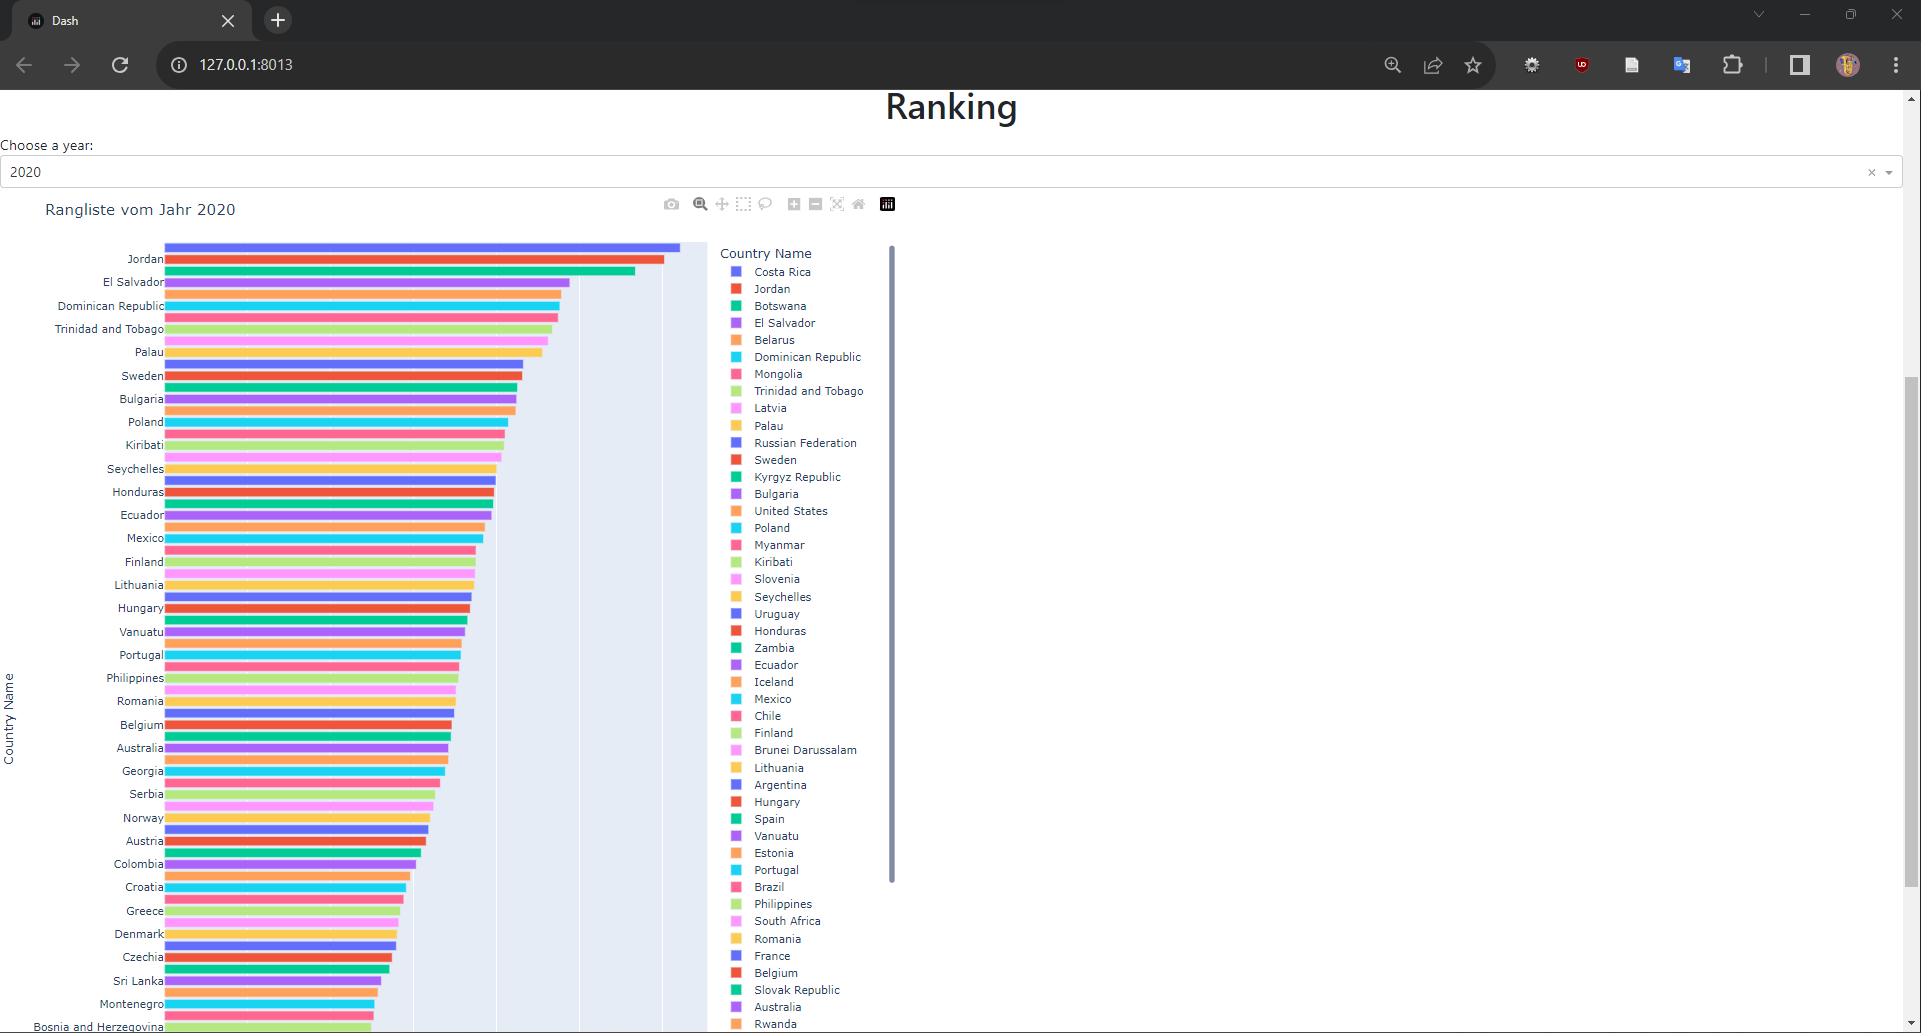 Dash
127.0.0.1:8013
Ranking
Choose a year:
2020
Rangliste vom Jahr 2020
Jordan
El Salvador
Dominican Republic
Trinidad and Tobago
Palau
Sweden
Bulgaria
Poland
Kiribati
Seychelles
Honduras
Ecuador
Mexico
Finland
Lithuania
Hungary
Vanuatu
Portugal
Philippines
Romania
Belgium
Australia
Georgia
Serbia
Norway
Austria
Colombia
Croatia
Greece
Denmark
Czechia
Sri Lanka
Montenegro
Bosnia and Herzegovina
Country Name
Country Name
Costa Rica
Jordan
Botswana
El Salvador
Belarus
Dominican Republic
Mongolia
Trinidad and Tobago
Latvia
Palau
Russian Federation
Sweden
Kyrgyz Republic
Bulgaria
United States
Poland
Myanmar
Kiribati
Slovenia
Seychelles
Uruguay
Honduras
Zambia
Ecuador
Iceland
Mexico
Chile
Finland
Brunei Darussalam
Lithuania
Argentina
Hungary
Spain
Vanuatu
Estonia
Portugal
Brazil
Philippines
South Africa
Romania
France
Belgium
Slovak Republic
Australia
Rwanda